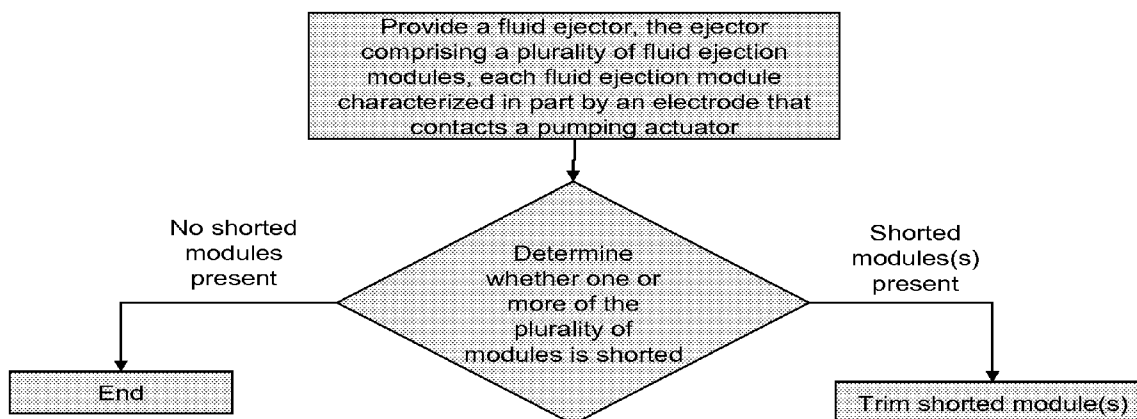 Provide a fluid ejector, the ejector
comprising a plurality of fluid ejection
modules, each fluid ejection module
characterized in part by an electrode that
contacts a pumping actuator
No shorted
modules
present
Determine
whether one or
more of the
plurality of
modules is shorted
Shorted
modules(s)
present
End
Trim shorted module(s)